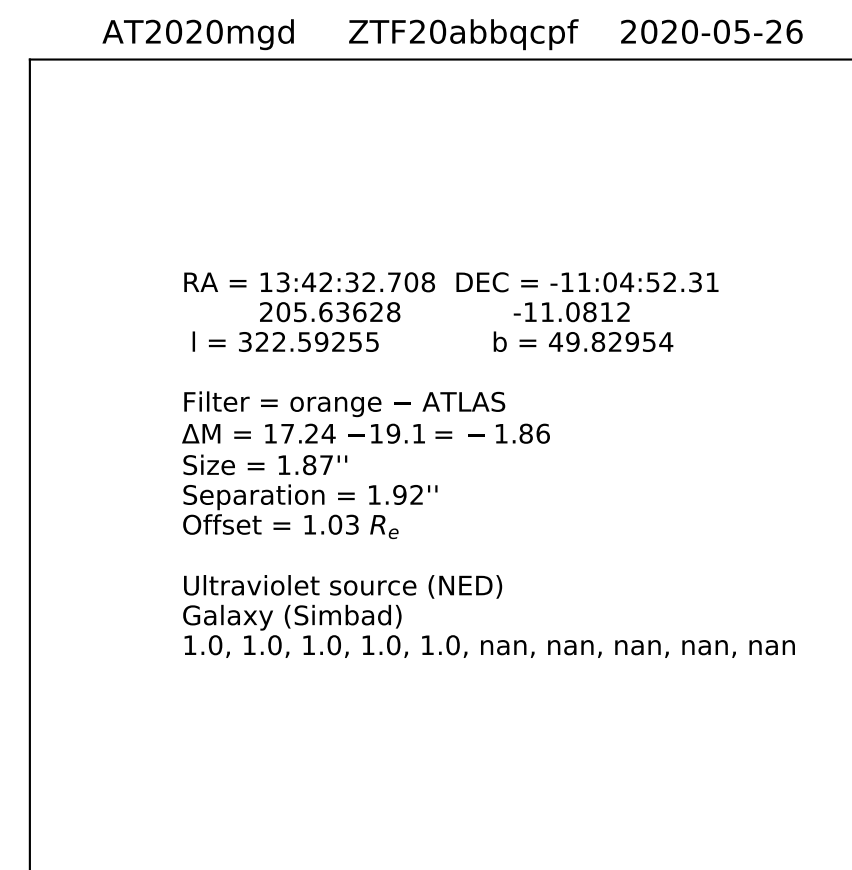 AT2020mgd ZTF20abbqcpf 2020-05-26
RA = 13:42:32.708 DEC = -11:04:52.31
205.63628 -11.0812
l = 322.59255 b = 49.82954
Filter = orange − ATLAS
ΔM = 17.24 −19.1 = − 1.86
Size = 1.87''
Separation = 1.92''
Offset = 1.03 Rₑ
Ultraviolet source (NED)
Galaxy (Simbad)
1.0, 1.0, 1.0, 1.0, 1.0, nan, nan, nan, nan, nan